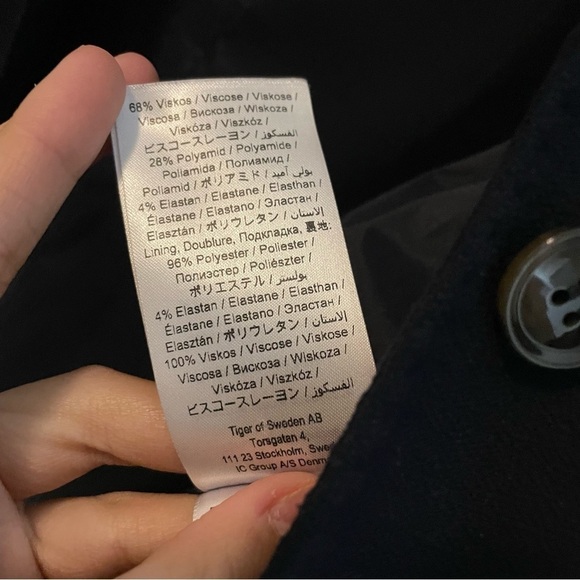 68% Viskos / Viscose / Viskose /
Viscosa / Вискоза / Wiskoza /
Viskóza / Viszkóz /
ビスコースレーヨン / الفسكوز
28% Polyamid / Polyamide /
Poliamida / Полиамид /
Poliamid / ポリアミド / بولي أميد
4% Elastan / Elastane / Elasthan /
Élastane / Elastano / Эластан /
Elasztán / ポリウレタン / الاستان
Lining, Doublure, Подкладка, 裏地:
96% Polyester / Poliester /
Полиэстер / Poliészter /
ポリエステル / بوليستر
4% Elastan / Elastane / Elasthan /
Élastane / Elastano / Эластан /
Elasztán / ポリウレタン / الاستان
100% Viskos / Viscose / Viskose /
Viscosa / Вискоза / Wiskoza /
Viskóza / Viszkóz /
ビスコースレーヨン / الفسكوز
Tiger of Sweden AB
Torsgatan 4,
111 23 Stockholm, Swed
IC Group A/S Denm